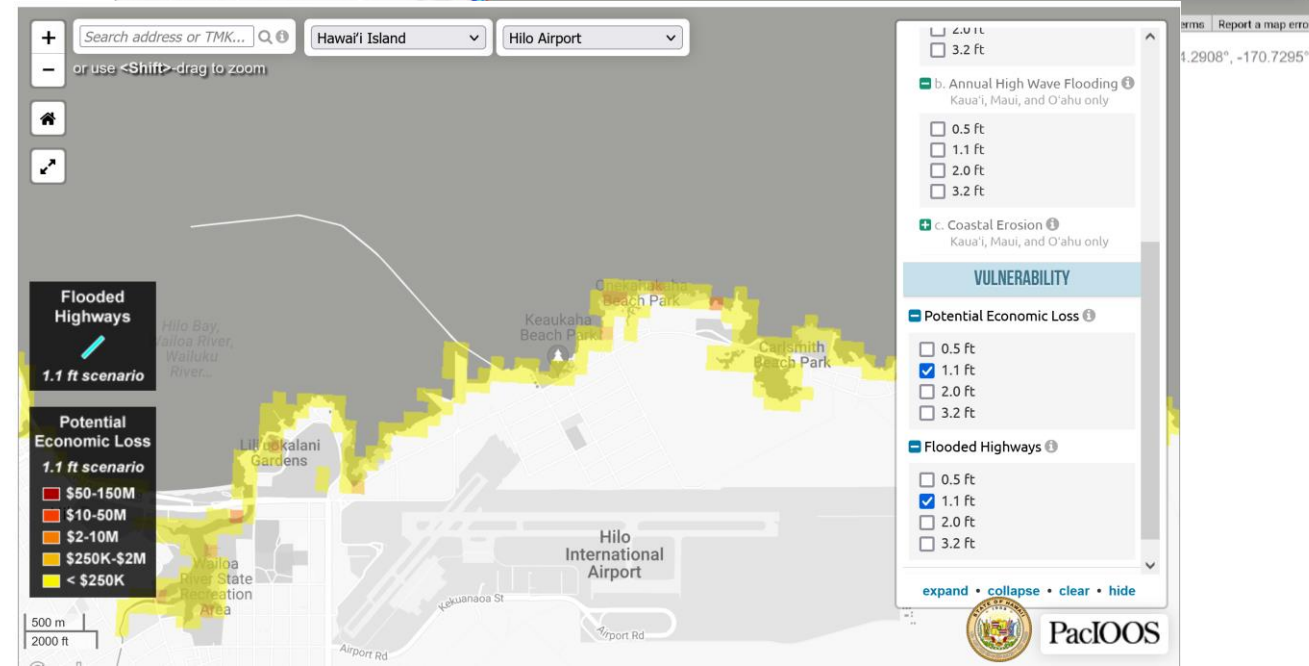 +
Search address or TMK...
Hawai'i Island
Hilo Airport
−
or use <Shift>-drag to zoom
Flooded
Highways
1.1 ft scenario
Potential
Economic Loss
1.1 ft scenario
$50-150M
$10-50M
$2-10M
$250K-$2M
< $250K
500 m
2000 ft
Hilo Bay,
Wailoa River,
Wailuku
River...
Lili'uokalani
Gardens
Wailoa
River State
Recreation
Area
Keaukaha
Beach Park
Onekahakaha
Beach Park
Carlsmith
Beach Park
Hilo
International
Airport
Kekuanaoa St
Airport Rd
Airport Rd
2.0 ft
3.2 ft
b. Annual High Wave Flooding
Kaua'i, Maui, and O'ahu only
0.5 ft
1.1 ft
2.0 ft
3.2 ft
c. Coastal Erosion
Kaua'i, Maui, and O'ahu only
VULNERABILITY
Potential Economic Loss
0.5 ft
1.1 ft
2.0 ft
3.2 ft
Flooded Highways
0.5 ft
1.1 ft
2.0 ft
3.2 ft
expand • collapse • clear • hide
PacIOOS
erms Report a map erro
4.2908°, -170.7295°